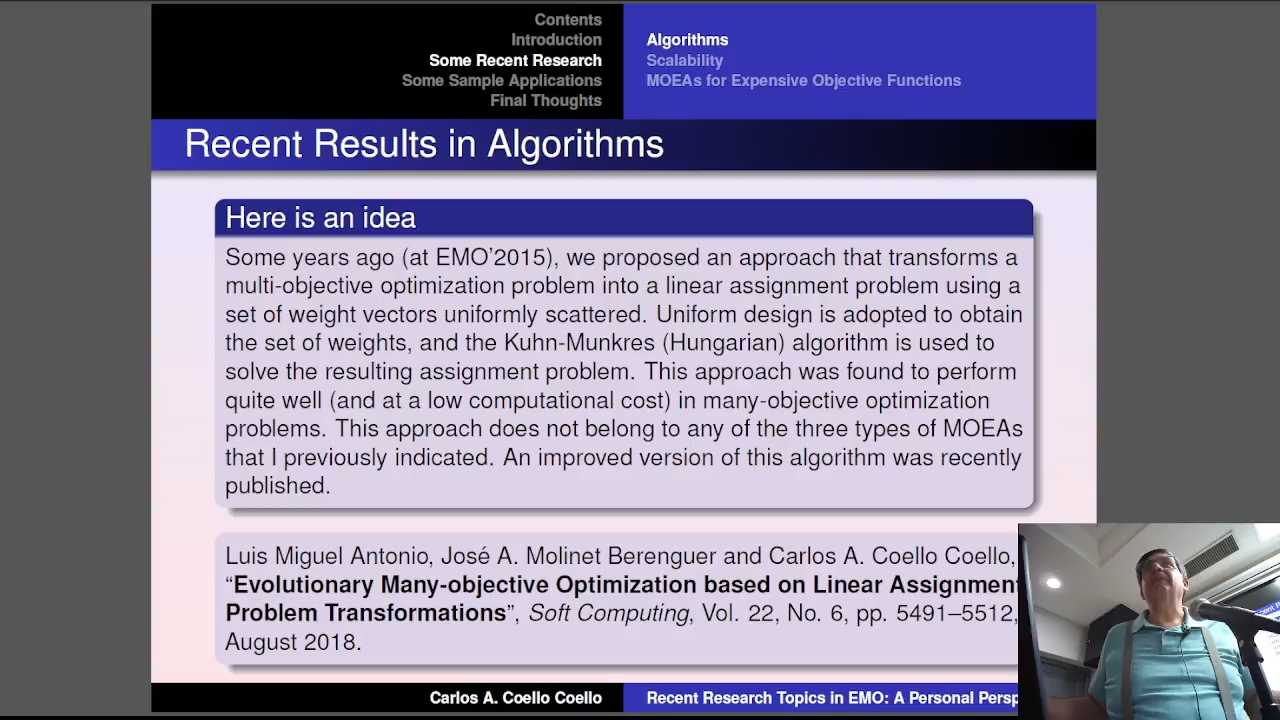 Contents
Introduction
Some Recent Research
Some Sample Applications
Final Thoughts
Algorithms
Scalability
MOEAs for Expensive Objective Functions
Recent Results in Algorithms
Here is an idea
Some years ago (at EMO'2015), we proposed an approach that transforms a
multi-objective optimization problem into a linear assignment problem using a
set of weight vectors uniformly scattered. Uniform design is adopted to obtain
the set of weights, and the Kuhn-Munkres (Hungarian) algorithm is used to
solve the resulting assignment problem. This approach was found to perform
quite well (and at a low computational cost) in many-objective optimization
problems. This approach does not belong to any of the three types of MOEAs
that I previously indicated. An improved version of this algorithm was recently
published.
Luis Miguel Antonio, José A. Molinet Berenguer and Carlos A. Coello Coello,
“Evolutionary Many-objective Optimization based on Linear Assignment
Problem Transformations”, Soft Computing, Vol. 22, No. 6, pp. 5491–5512,
August 2018.
Carlos A. Coello Coello
Recent Research Topics in EMO: A Personal Persp